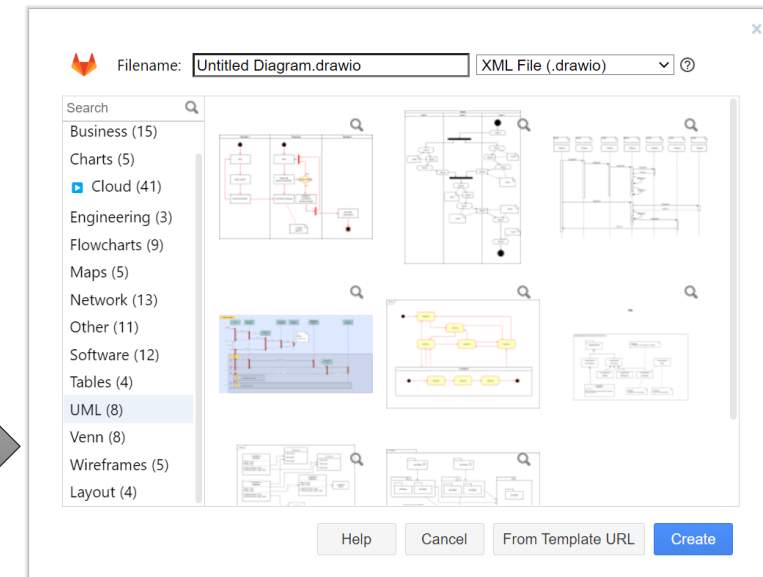 Filename: Untitled Diagram.drawio XML File (.drawio)
Search
Business (15)
Charts (5)
Cloud (41)
Engineering (3)
Flowcharts (9)
Maps (5)
Network (13)
Other (11)
Software (12)
Tables (4)
UML (8)
Venn (8)
Wireframes (5)
Layout (4)
Help Cancel From Template URL Create